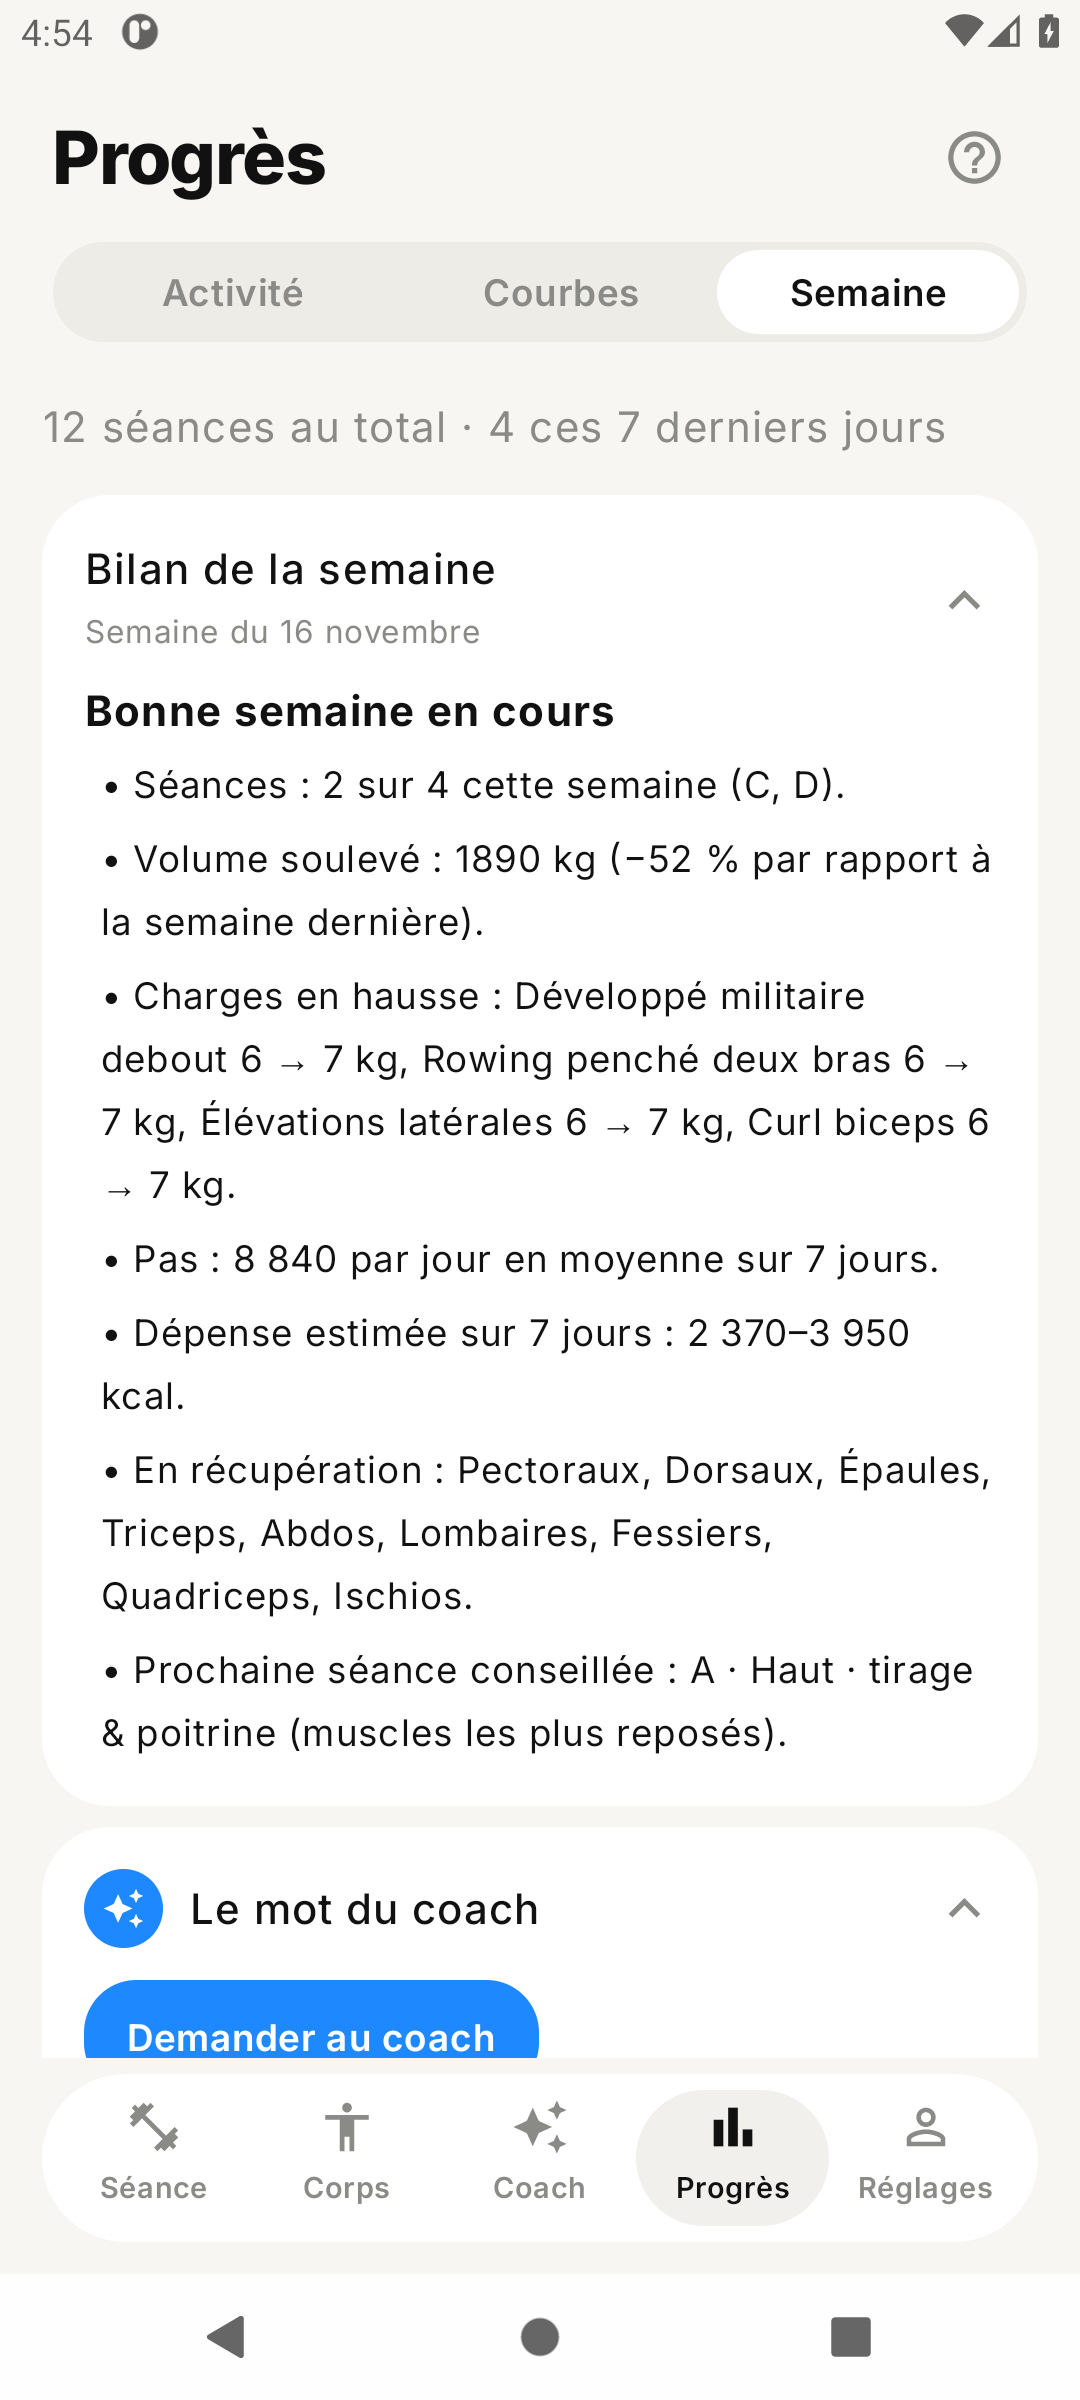 4:54
Progrès
Activité
Courbes
Semaine
12 séances au total · 4 ces 7 derniers jours
Bilan de la semaine
Semaine du 16 novembre
Bonne semaine en cours
• Séances : 2 sur 4 cette semaine (C, D).
• Volume soulevé : 1890 kg (−52 % par rapport à
la semaine dernière).
• Charges en hausse : Développé militaire
debout 6 → 7 kg, Rowing penché deux bras 6 →
7 kg, Élévations latérales 6 → 7 kg, Curl biceps 6
→ 7 kg.
• Pas : 8 840 par jour en moyenne sur 7 jours.
• Dépense estimée sur 7 jours : 2 370–3 950
kcal.
• En récupération : Pectoraux, Dorsaux, Épaules,
Triceps, Abdos, Lombaires, Fessiers,
Quadriceps, Ischios.
• Prochaine séance conseillée : A · Haut · tirage
& poitrine (muscles les plus reposés).
Le mot du coach
Demander au coach
Séance
Corps
Coach
Progrès
Réglages